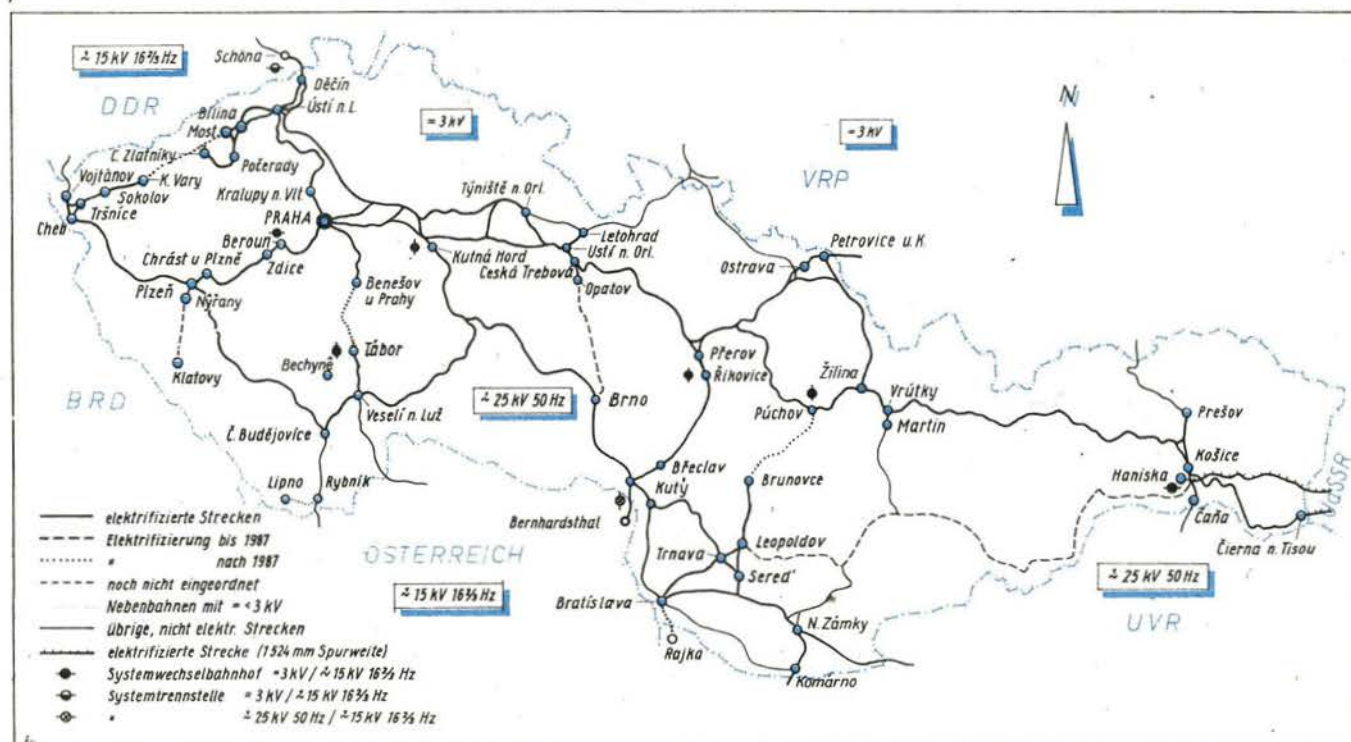 ≃ 15 kV 16⅔ Hz
Schöna
DDR
Děčín
Ústí n. L.
Bílina
Most
= 3 kV
= 3 kV
VRP
N
C. Zlatníky
Počerady
Vojtànov
K. Vary
Sokolov
Tršnice
Cheb
Kralupy n. Vlt.
PRAHA
Týniště n. Orl.
Letohrad
Ustí n. Orl.
Kutná Hord
Česká Trebová
Opatov
Petrovice u. K.
Ostrava
Beroun
Zdice
Chrást u Plzně
Plzeň
Nýřany
Benešov
u Prahy
Klatovy
Tábor
Bechyně
Přerov
Říkovice
Žilina
Vrútky
Martin
Púchov
Prešov
BRD
≃ 25 kV 50 Hz
Brno
Veselí n. Luž
Č. Budějovíce
Košice
Haniska
Čaňa
UdSSR
Čierna n. Tisou
Lipno
Rybník
Břeclav
Kutý
Brunovce
Bernhardsthal
Leopoldov
Trnava
Sereď
ÖSTERREICH
≃ 15 kV 16⅔ Hz
≃ 25 kV 50 Hz
UVR
Bratislava
N. Zámky
Rajka
Komárno
elektrifizierte Strecken
Elektrifizierung bis 1987
" nach 1987
noch nicht eingeordnet
Nebenbahnen mit = < 3 kV
übrige, nicht elektr. Strecken
elektrifizierte Strecke (1524 mm Spurweite)
Systemwechselbahnhof = 3 kV / ≃ 15 kV 16⅔ Hz
Systemtrennstelle = 3 kV / ≃ 15 kV 16⅔ Hz
" ≃ 25 kV 50 Hz / ≃ 15 kV 16⅔ Hz